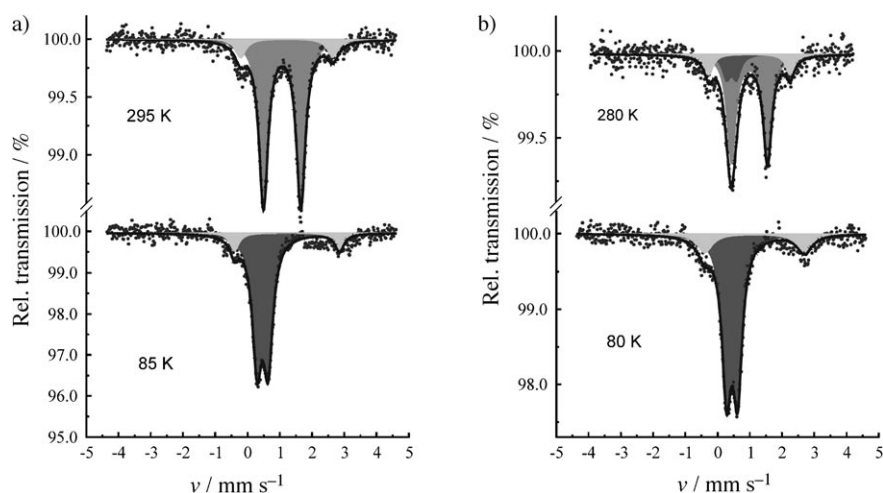 a)
100.0
99.5
99.0
295 K
100.0
99.0
98.0
97.0
96.0
95.0
85 K
Rel. transmission / %
-5 -4 -3 -2 -1 0 1 2 3 4 5
v / mm s⁻¹
b)
100.0
99.5
280 K
100.0
99.0
98.0
80 K
Rel. transmission / %
-5 -4 -3 -2 -1 0 1 2 3 4 5
v / mm s⁻¹